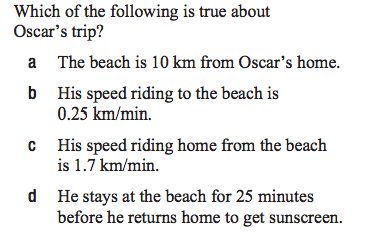 Which of the following is true about
Oscar's trip?
a The beach is 10 km from Oscar's home.
b His speed riding to the beach is
0.25 km/min.
c His speed riding home from the beach
is 1.7 km/min.
d He stays at the beach for 25 minutes
before he returns home to get sunscreen.